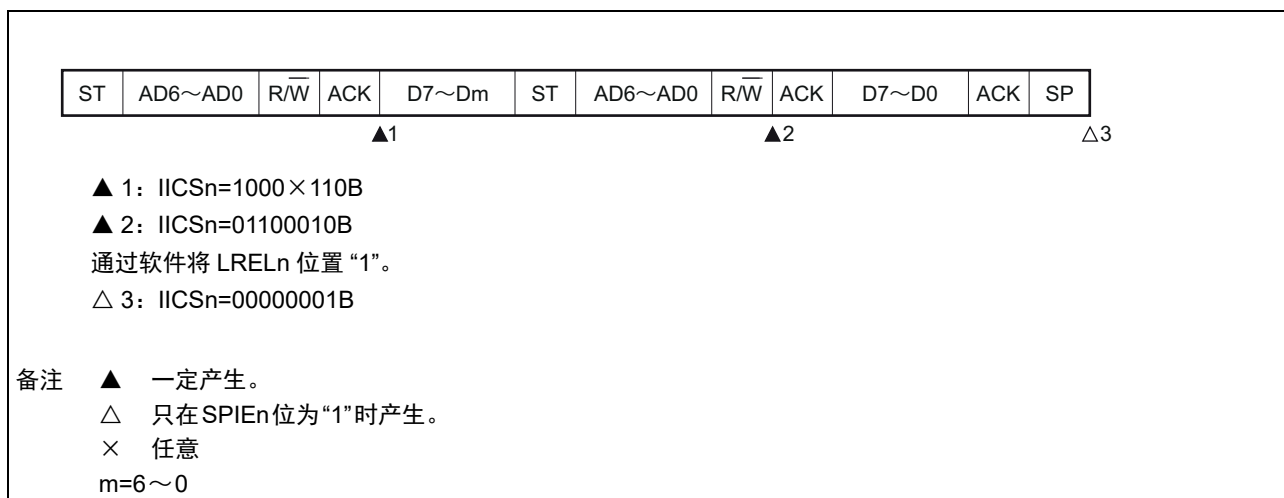 ST AD6～AD0 R/W̅ ACK D7～Dm ST AD6～AD0 R/W̅ ACK D7～D0 ACK SP
▲1 ▲2 △3
▲ 1：IICSn=1000×110B
▲ 2：IICSn=01100010B
通过软件将 LRELn 位置 “1”。
△ 3：IICSn=00000001B
备注 ▲ 一定产生。
△ 只在SPIEn位为“1”时产生。
× 任意
m=6～0